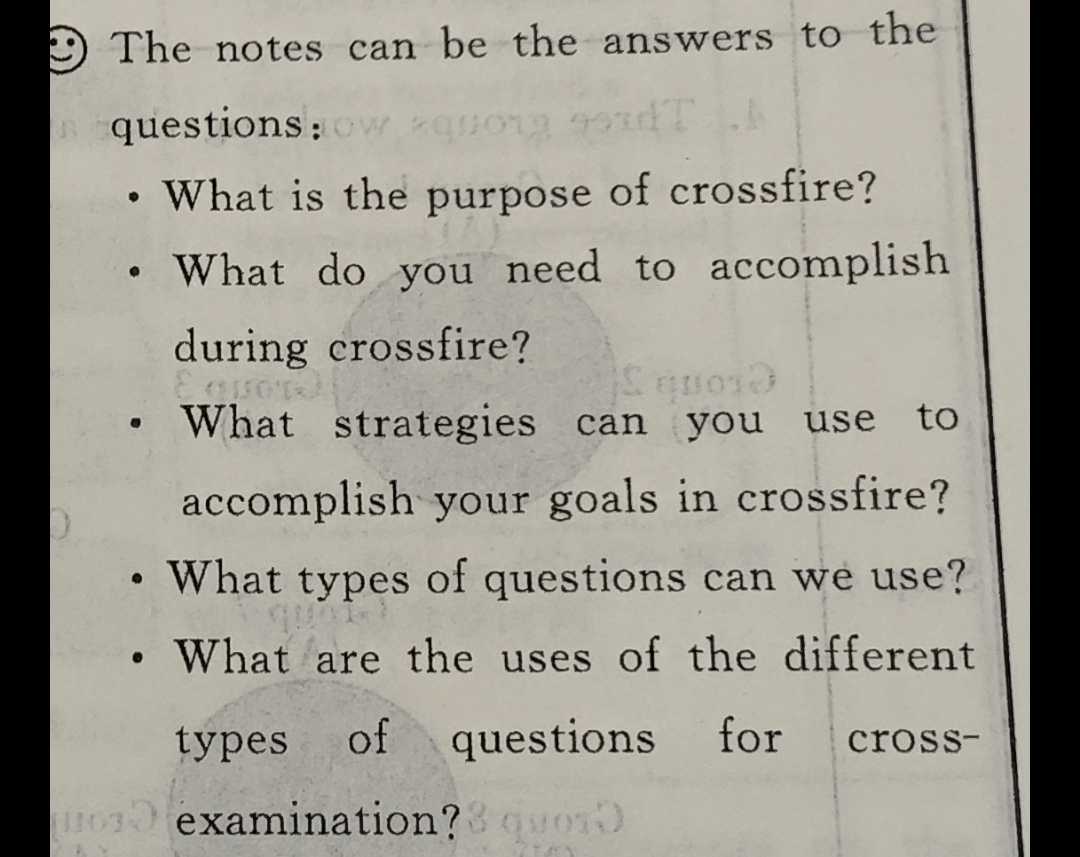 The notes can be the answers to the
questions:
• What is the purpose of crossfire?
• What do you need to accomplish
during crossfire?
• What strategies can you use to
accomplish your goals in crossfire?
• What types of questions can we use?
• What are the uses of the different
types of questions for cross-
examination?